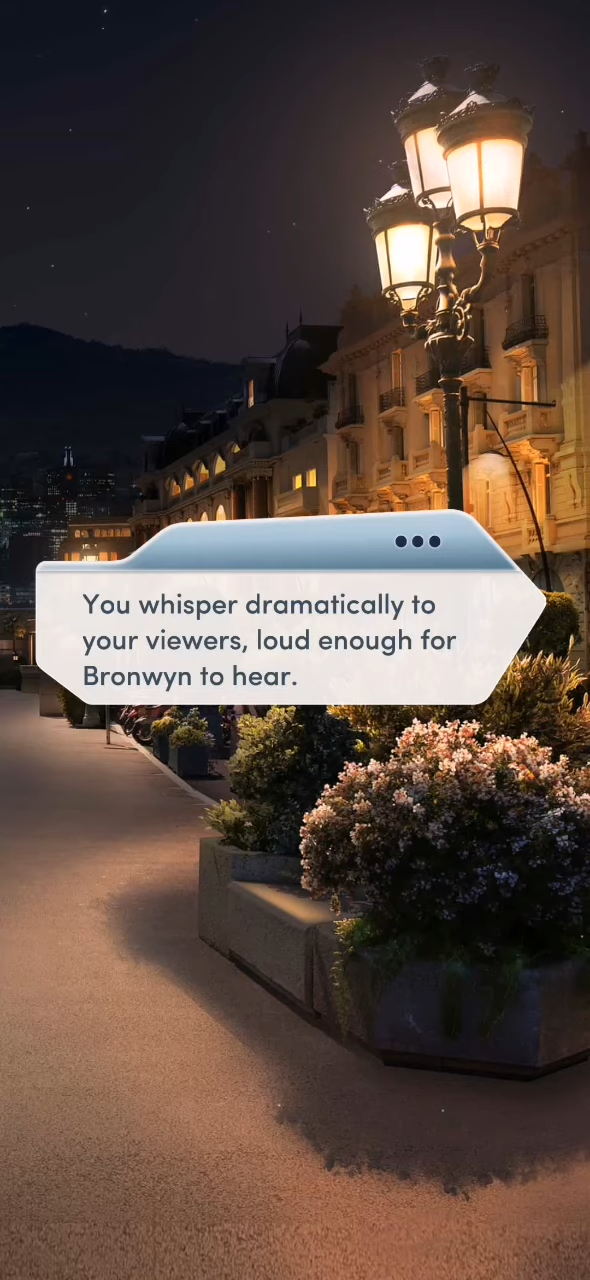 You whisper dramatically to
your viewers, loud enough for
Bronwyn to hear.